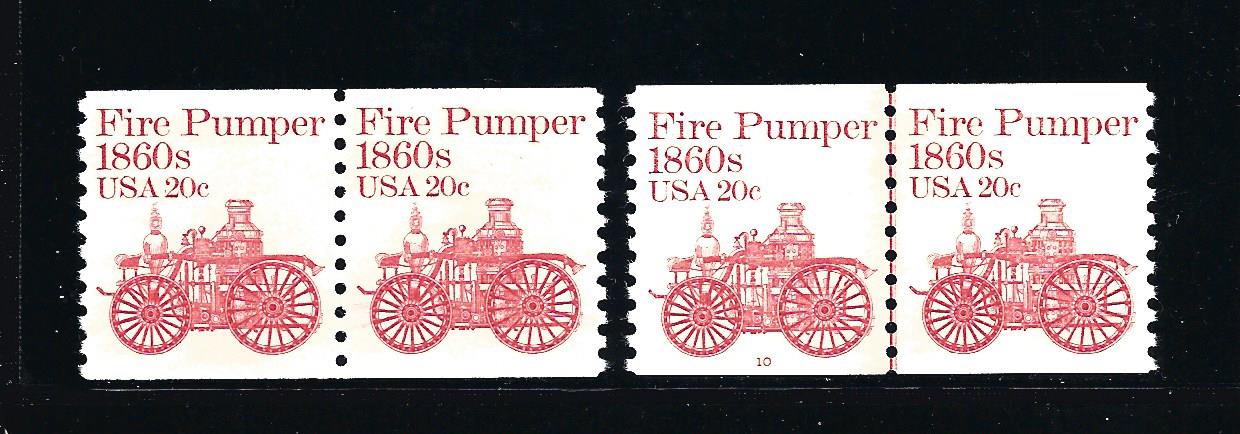 Fire Pumper
1860s
USA 20c
Fire Pumper
1860s
USA 20c
Fire Pumper
1860s
USA 20c
10
Fire Pumper
1860s
USA 20c